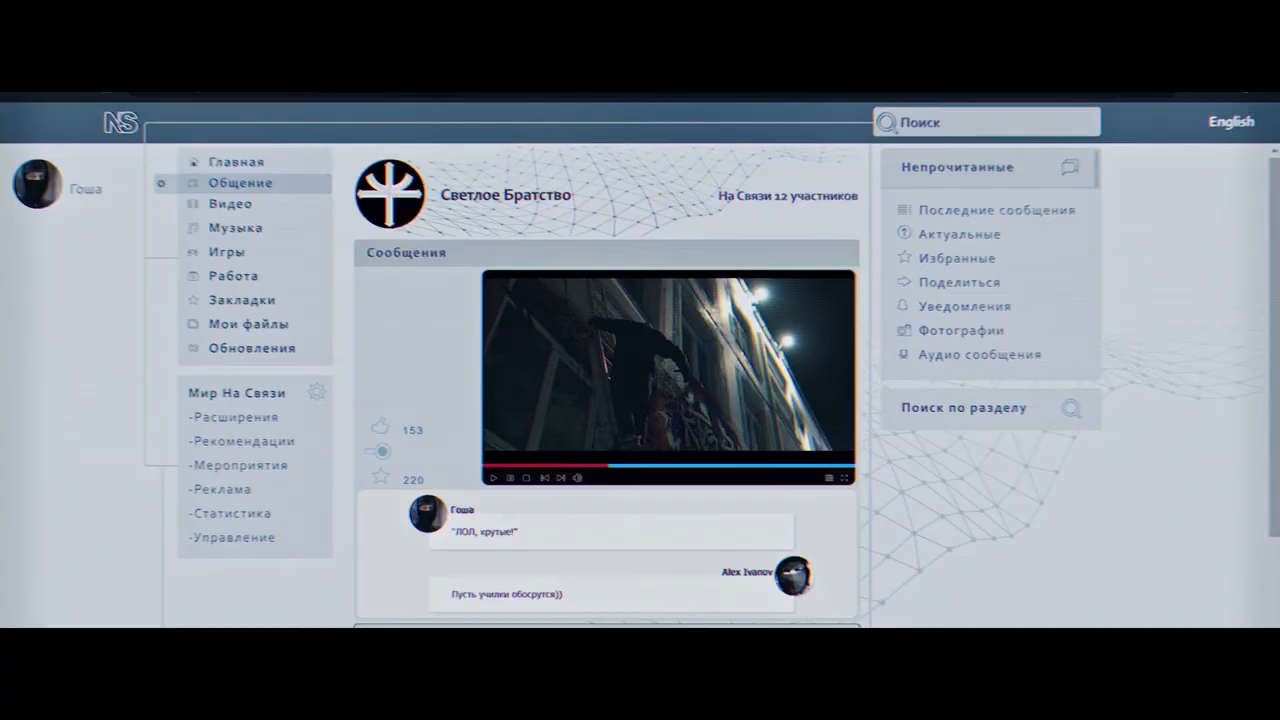 NS
Поиск
English
Гоша
Главная
Общение
Видео
Музыка
Игры
Работа
Закладки
Мои файлы
Обновления
Мир На Связи
-Расширения
-Рекомендации
-Мероприятия
-Реклама
-Статистика
-Управление
Светлое Братство
На Связи 12 участников
Сообщения
153
220
Гоша
"ЛОЛ, крутые!"
Alex Ivanov
Пусть училки обосрутся))
Непрочитанные
Последние сообщения
Актуальные
Избранные
Поделиться
Уведомления
Фотографии
Аудио сообщения
Поиск по разделу